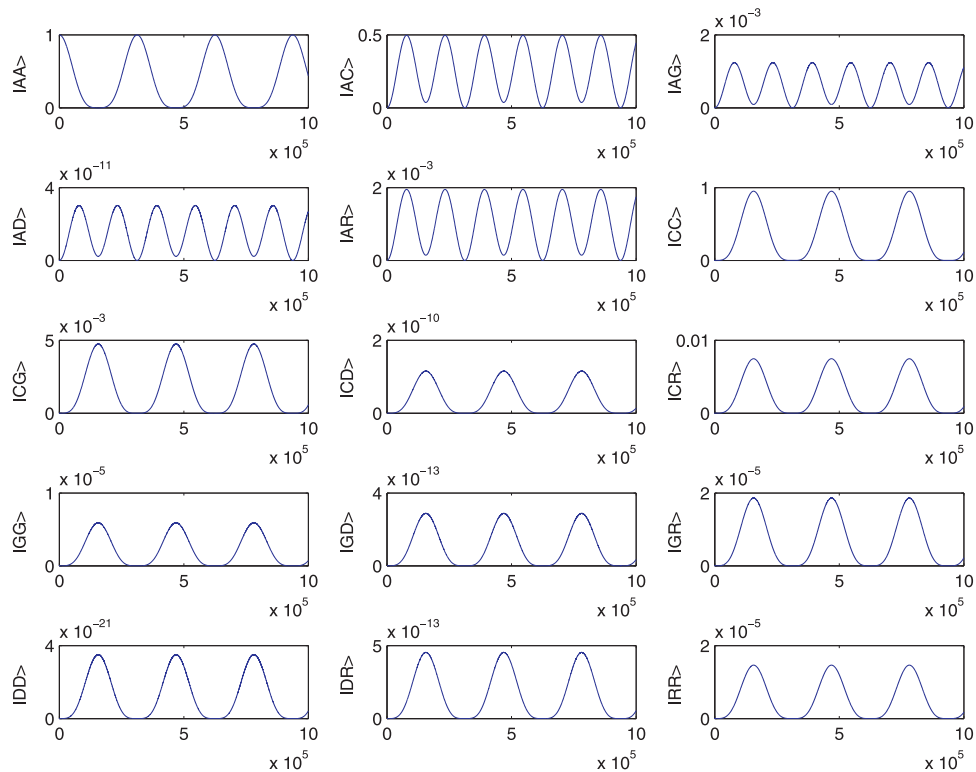 IAA>
1
0
0 5 10
x 10^5
IAC>
0.5
0
0 5 10
x 10^5
IAG>
x 10^-3
2
0
0 5 10
x 10^5
IAD>
x 10^-11
4
2
0
0 5 10
x 10^5
IAR>
x 10^-3
2
1
0
0 5 10
x 10^5
ICC>
1
0
0 5 10
x 10^5
ICG>
x 10^-3
5
0
0 5 10
x 10^5
ICD>
x 10^-10
2
0
0 5 10
x 10^5
ICR>
0.01
0
0 5 10
x 10^5
IGG>
x 10^-5
1
0
0 5 10
x 10^5
IGD>
x 10^-13
4
2
0
0 5 10
x 10^5
IGR>
x 10^-5
2
0
0 5 10
x 10^5
IDD>
x 10^-21
4
2
0
0 5 10
x 10^5
IDR>
x 10^-13
5
0
0 5 10
x 10^5
IRR>
x 10^-5
2
1
0
0 5 10
x 10^5